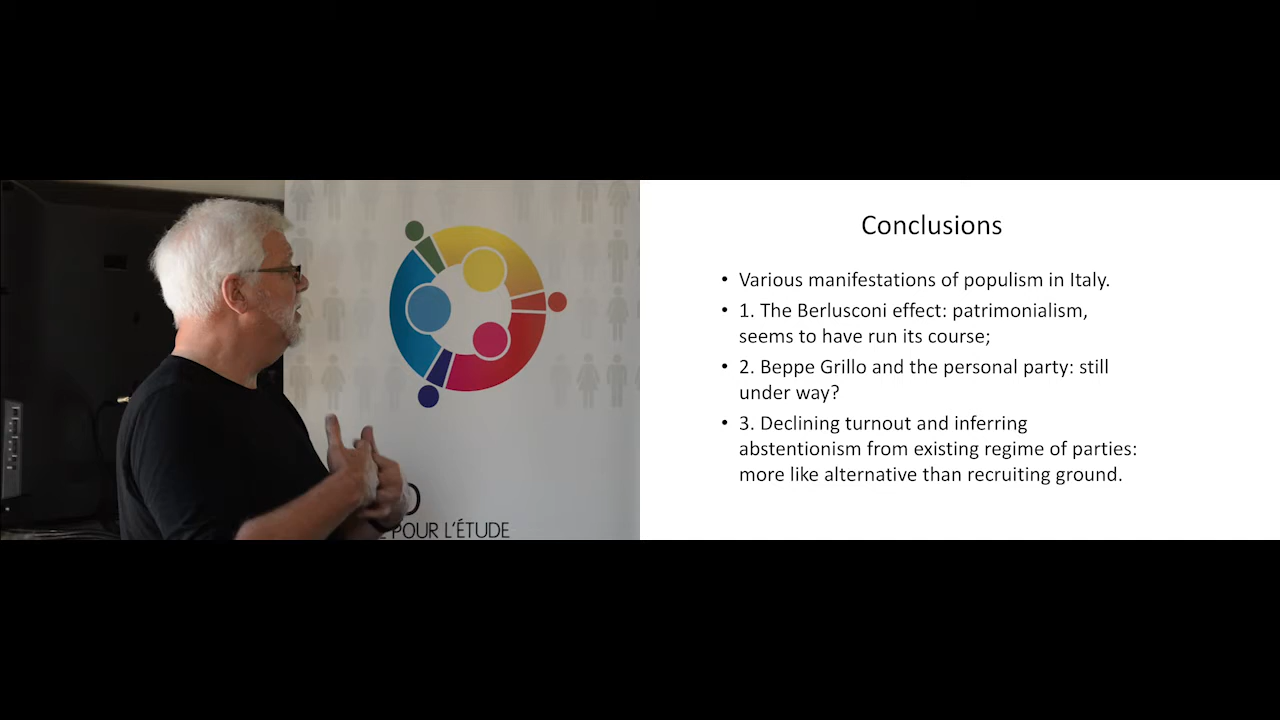 POUR L'ÉTUDE
Conclusions
• Various manifestations of populism in Italy.
• 1. The Berlusconi effect: patrimonialism,
seems to have run its course;
• 2. Beppe Grillo and the personal party: still
under way?
• 3. Declining turnout and inferring
abstentionism from existing regime of parties:
more like alternative than recruiting ground.